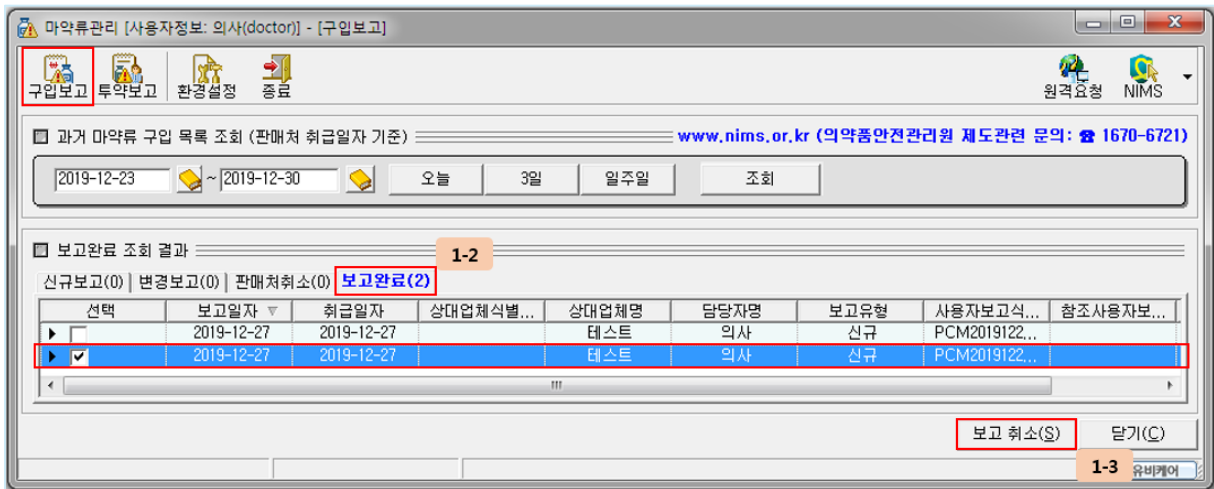 마약류관리 [사용자정보: 의사(doctor)] - [구입보고]
구입보고 투약보고 환경설정 종료 원격요청 NIMS
과거 마약류 구입 목록 조회 (판매처 취급일자 기준) www.nims.or.kr (의약품안전관리원 제도관련 문의: ☎ 1670-6721)
2019-12-23 ~ 2019-12-30 오늘 3일 일주일 조회
보고완료 조회 결과
1-2
신규보고(0) 변경보고(0) 판매처취소(0) 보고완료(2)
선택 보고일자 취급일자 상대업체식별... 상대업체명 담당자명 보고유형 사용자보고식... 참조사용자보...
2019-12-27 2019-12-27 테스트 의사 신규 PCM2019122...
2019-12-27 2019-12-27 테스트 의사 신규 PCM2019122...
보고 취소(S) 닫기(C)
1-3 유비케어